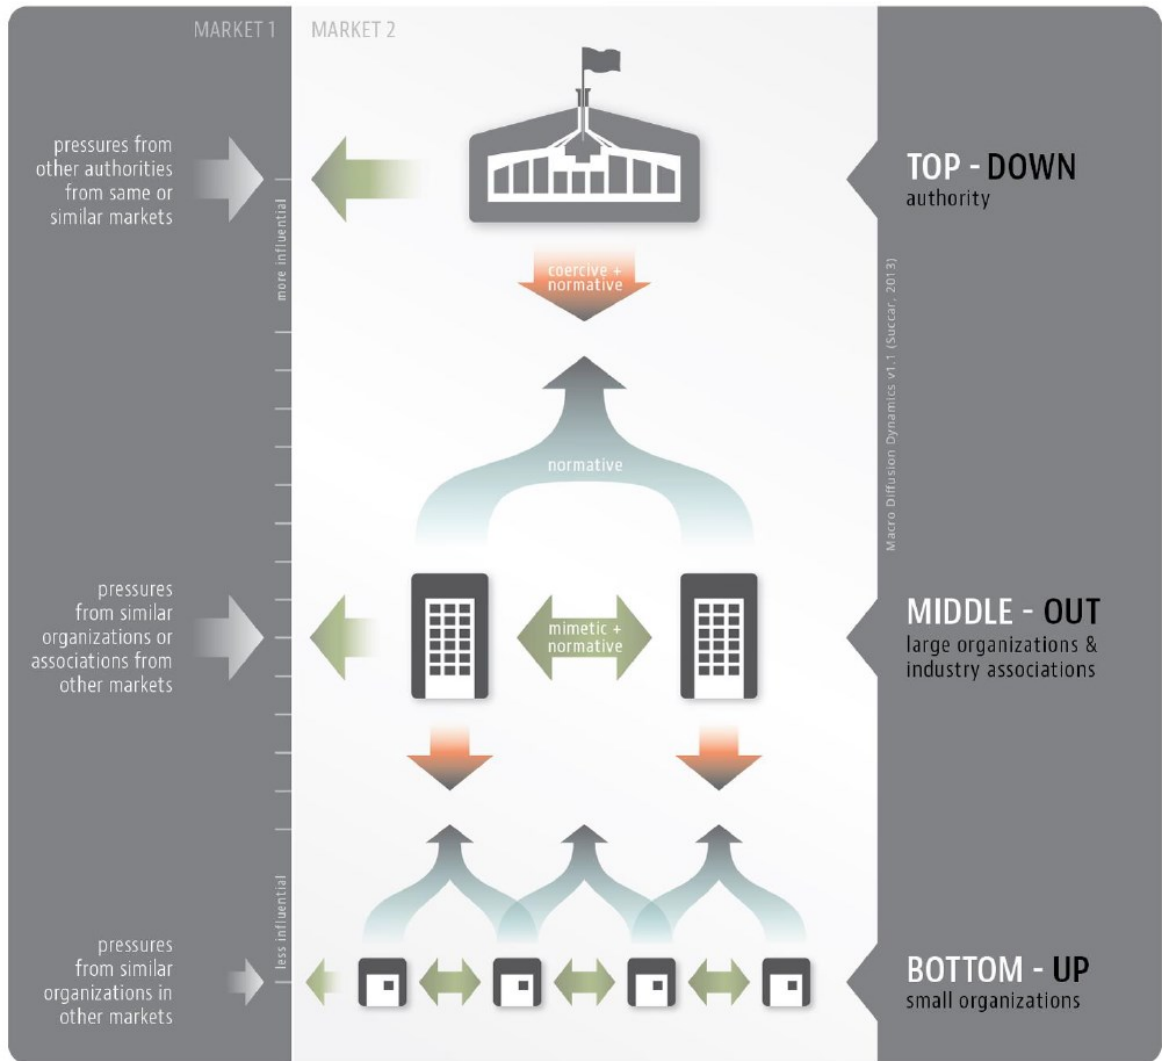 MARKET 1
MARKET 2
pressures from
other authorities
from same or
similar markets
more influential
TOP - DOWN
authority
coercive +
normative
Macro Diffusion Dynamics v1.1 (Succar, 2013)
normative
pressures
from similar
organizations or
associations from
other markets
mimetic +
normative
MIDDLE - OUT
large organizations &
industry associations
less influential
pressures
from similar
organizations in
other markets
BOTTOM - UP
small organizations